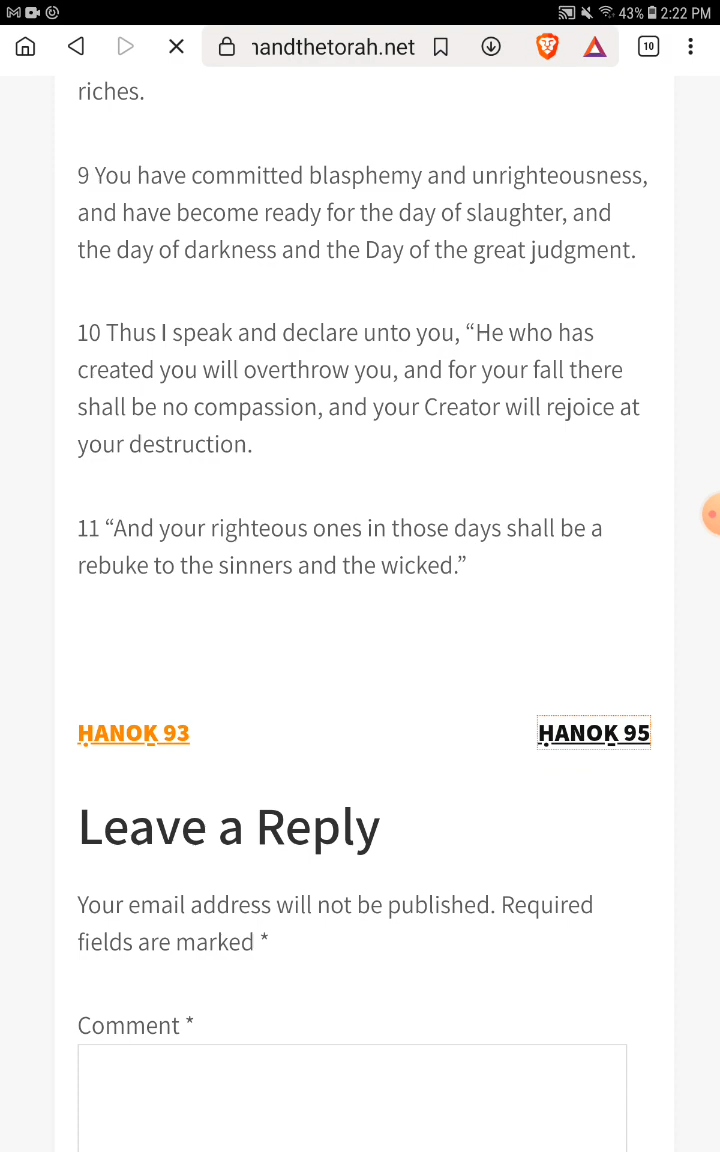 43% 2:22 PM
nandthetorah.net 10
riches.
9 You have committed blasphemy and unrighteousness,
and have become ready for the day of slaughter, and
the day of darkness and the Day of the great judgment.
10 Thus I speak and declare unto you, “He who has
created you will overthrow you, and for your fall there
shall be no compassion, and your Creator will rejoice at
your destruction.
11 “And your righteous ones in those days shall be a
rebuke to the sinners and the wicked.”
ḤANOḴ 93 ḤANOḴ 95
Leave a Reply
Your email address will not be published. Required
fields are marked *
Comment *